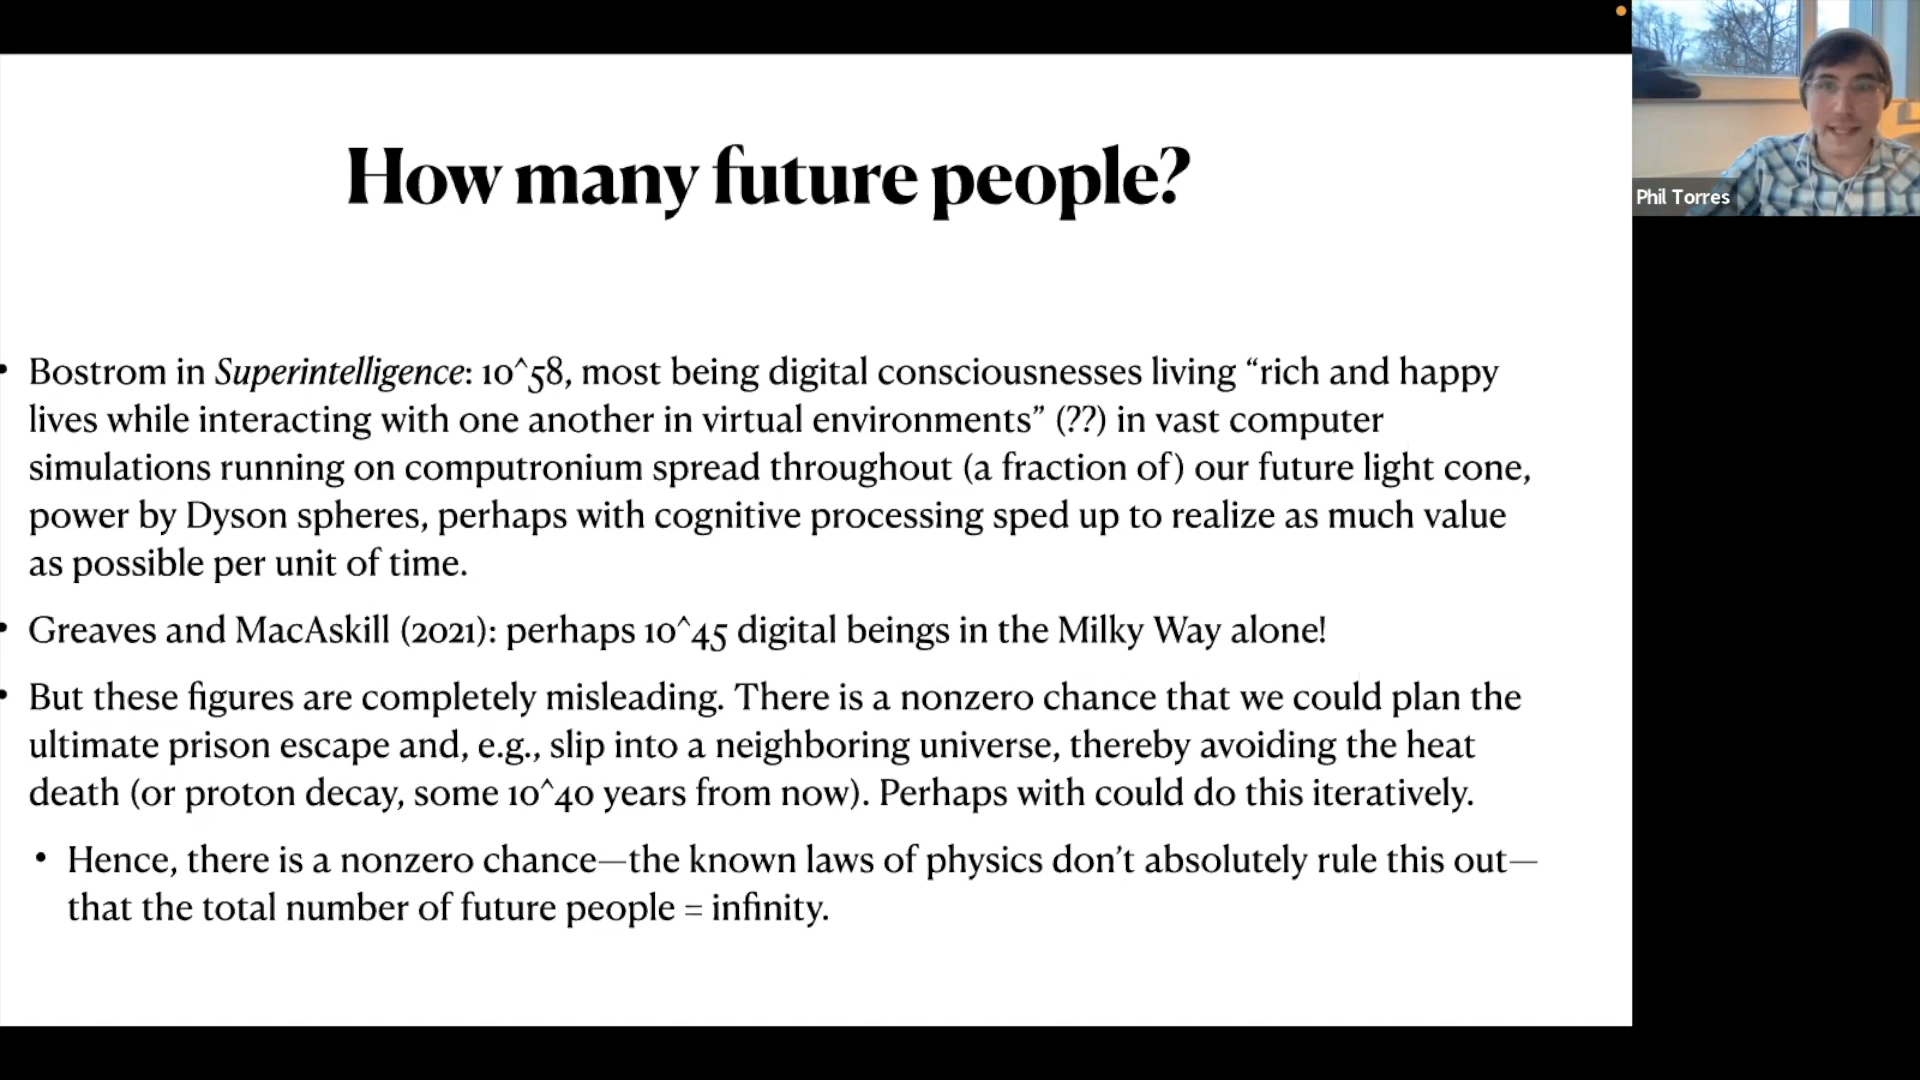 How many future people?
• Bostrom in Superintelligence: 10^58, most being digital consciousnesses living “rich and happy
lives while interacting with one another in virtual environments” (??) in vast computer
simulations running on computronium spread throughout (a fraction of) our future light cone,
power by Dyson spheres, perhaps with cognitive processing sped up to realize as much value
as possible per unit of time.
• Greaves and MacAskill (2021): perhaps 10^45 digital beings in the Milky Way alone!
• But these figures are completely misleading. There is a nonzero chance that we could plan the
ultimate prison escape and, e.g., slip into a neighboring universe, thereby avoiding the heat
death (or proton decay, some 10^40 years from now). Perhaps with could do this iteratively.
• Hence, there is a nonzero chance—the known laws of physics don’t absolutely rule this out—
that the total number of future people = infinity.
Phil Torres